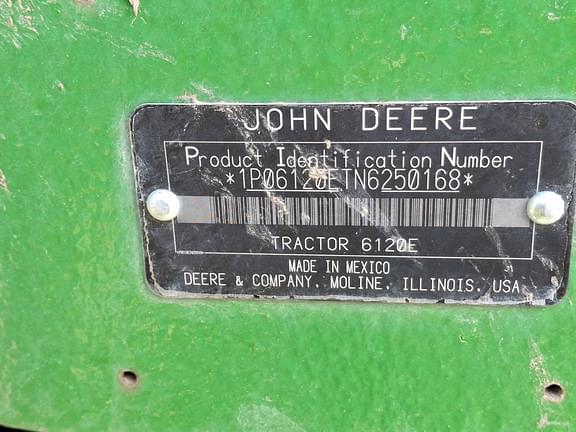 JOHN DEERE
Product Identification Number
*1P06120ETN6250168*
TRACTOR 6120E
MADE IN MEXICO
DEERE & COMPANY, MOLINE, ILLINOIS, USA